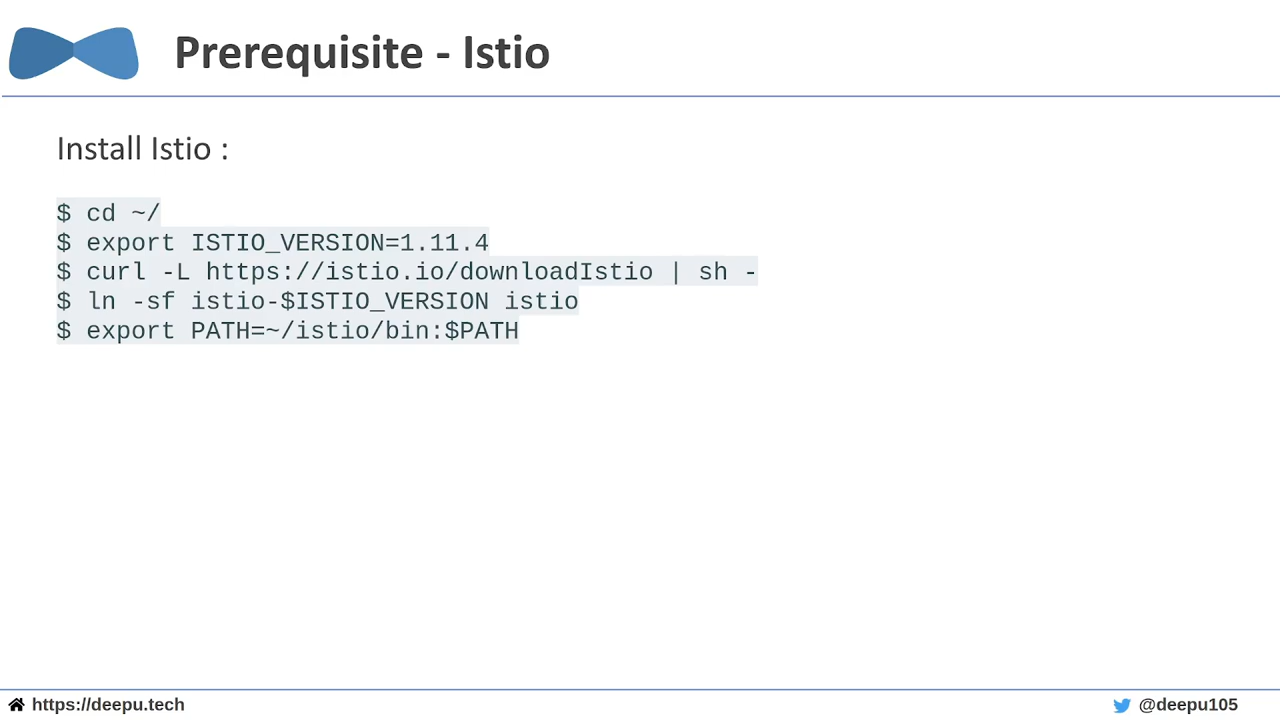 Prerequisite - Istio
Install Istio :
$ cd ~/
$ export ISTIO_VERSION=1.11.4
$ curl -L https://istio.io/downloadIstio | sh -
$ ln -sf istio-$ISTIO_VERSION istio
$ export PATH=~/istio/bin:$PATH
https://deepu.tech
@deepu105